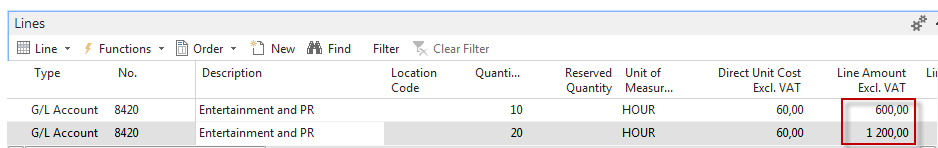 Lines
Line Functions Order New Find Filter Clear Filter
Type No. Description Location Code Quanti... Reserved Quantity Unit of Measur... Direct Unit Cost Excl. VAT Line Amount Excl. VAT Li
G/L Account 8420 Entertainment and PR 10 HOUR 60,00 600,00
G/L Account 8420 Entertainment and PR 20 HOUR 60,00 1 200,00